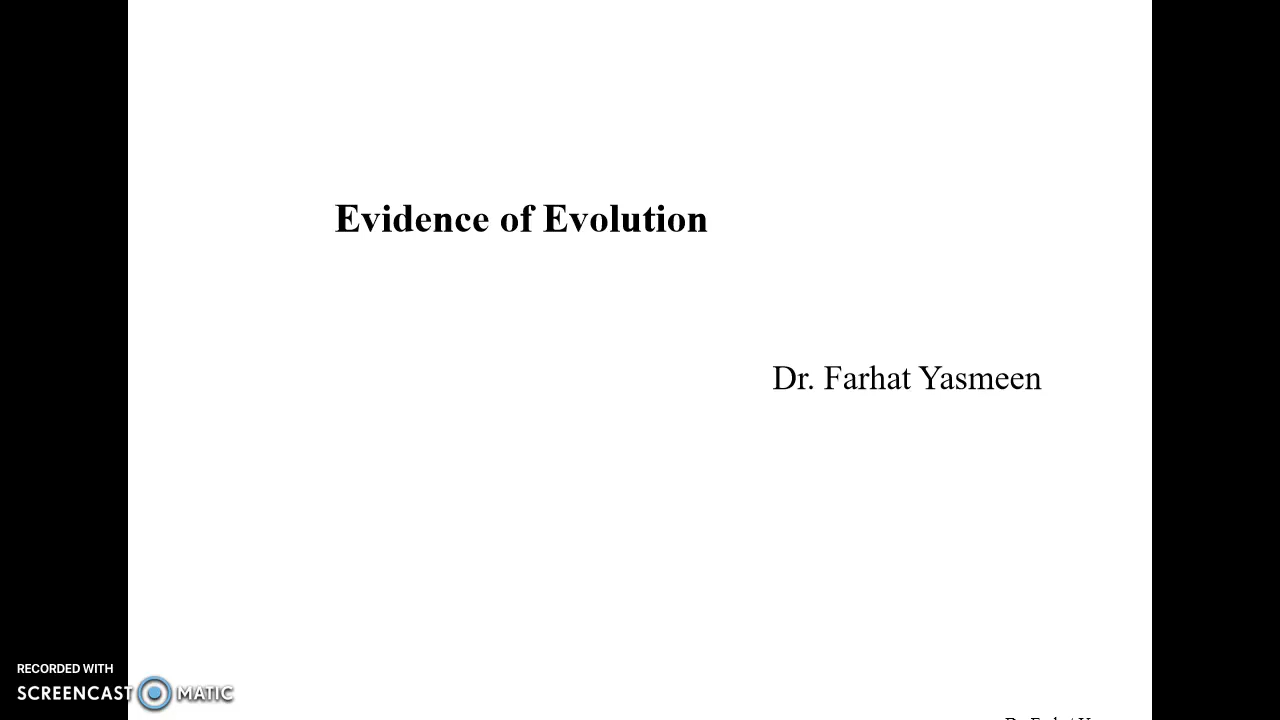 Evidence of Evolution
Dr. Farhat Yasmeen
RECORDED WITH
SCREENCAST MATIC